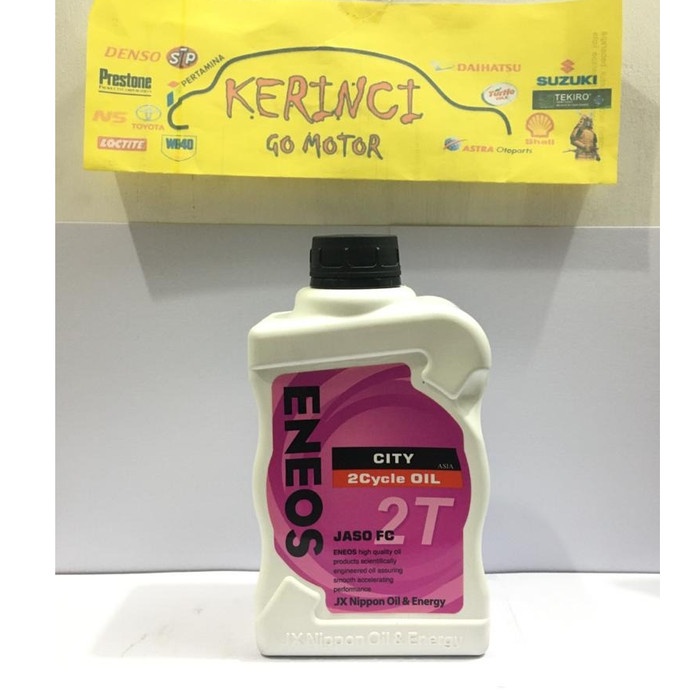 DENSO
STP
PERTAMINA
Prestone
NS
TOYOTA
LOCTITE
WD40
KERINCI
GO MOTOR
DAIHATSU
SUZUKI
Turtle
WAX
TEKIRO
Shell
ASTRA Otoparts
ENEOS
CITY
ASIA
2Cycle OIL
2T
JASO FC
ENEOS high quality oil
products scientifically
engineered oil assuring
smooth accelerating
performance
JX Nippon Oil & Energy
JX Nippon Oil & Energy